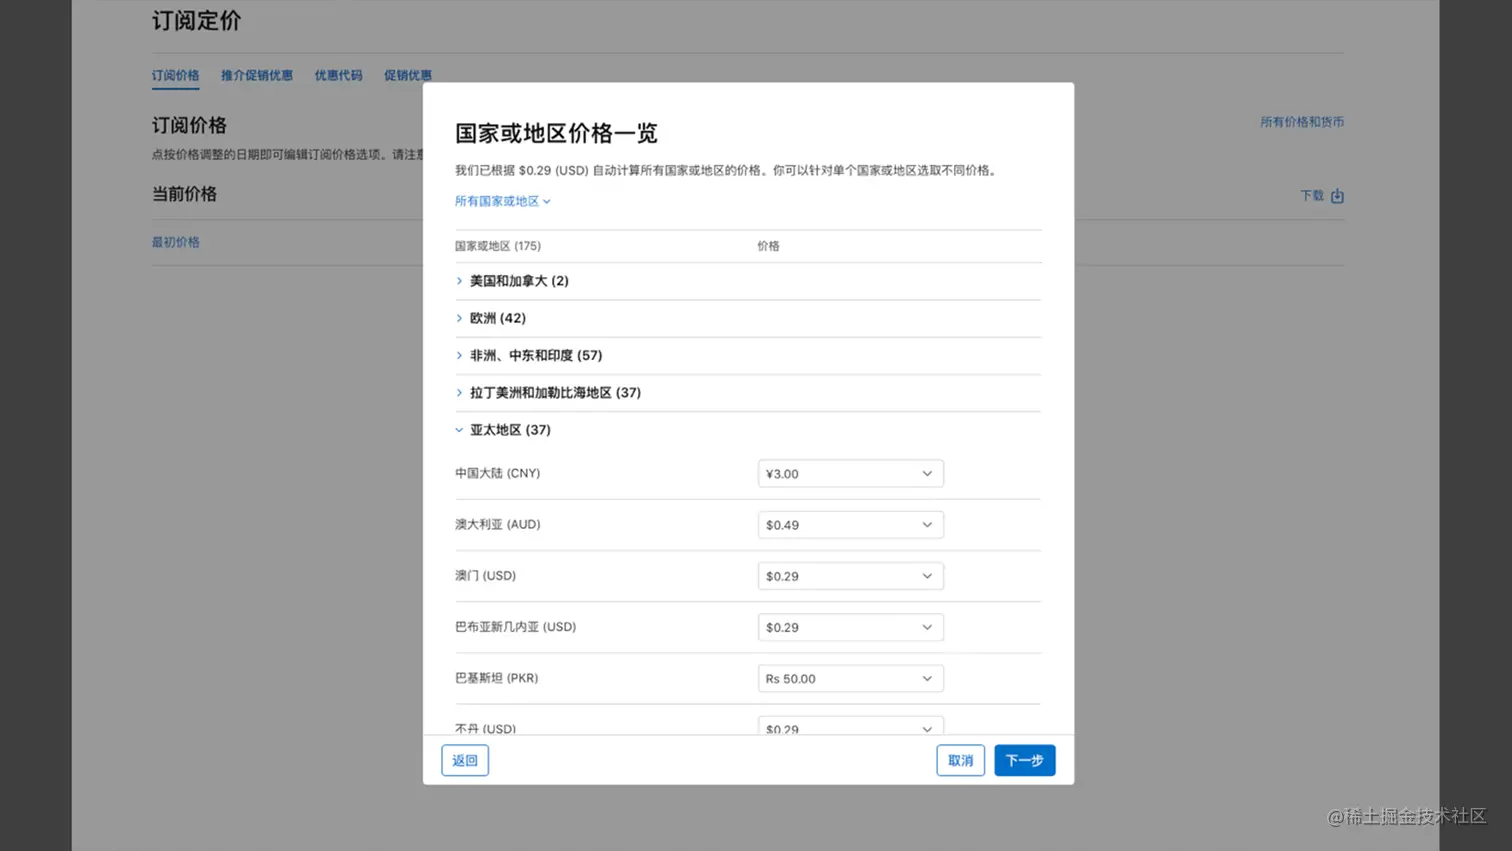 订阅定价
订阅价格 推介促销优惠 优惠代码 促销优惠
订阅价格
所有价格和货币
点按价格调整的日期即可编辑订阅价格选项。请注意
当前价格
下载
最初价格
国家或地区价格一览
我们已根据 $0.29 (USD) 自动计算所有国家或地区的价格。你可以针对单个国家或地区选取不同价格。
所有国家或地区
国家或地区 (175) 价格
美国和加拿大 (2)
欧洲 (42)
非洲、中东和印度 (57)
拉丁美洲和加勒比海地区 (37)
亚太地区 (37)
中国大陆 (CNY) ¥3.00
澳大利亚 (AUD) $0.49
澳门 (USD) $0.29
巴布亚新几内亚 (USD) $0.29
巴基斯坦 (PKR) Rs 50.00
不丹 (USD) $0.29
返回 取消 下一步
@稀土掘金技术社区